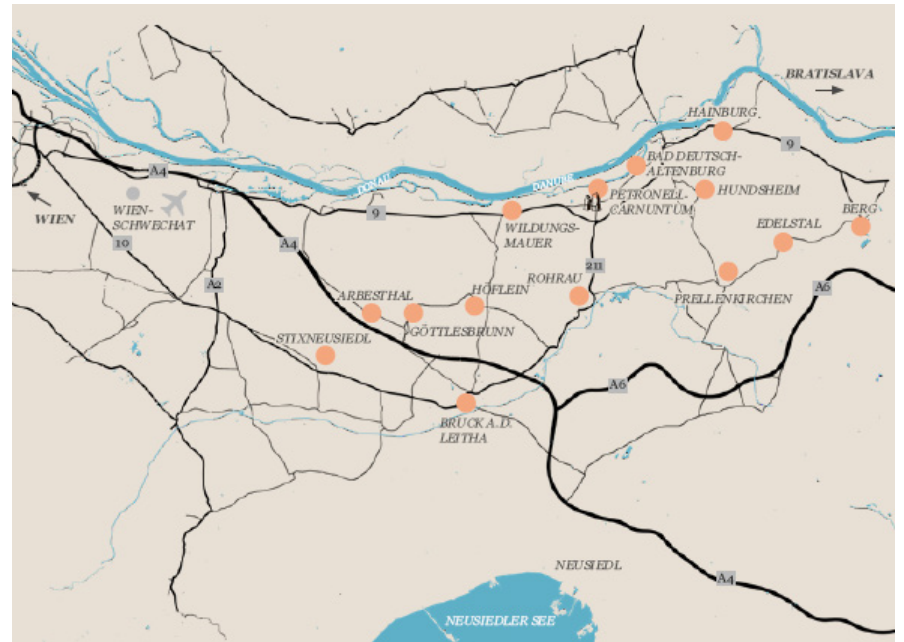 BRATISLAVA
HAINBURG
9
BAD DEUTSCH-
ALTENBURG
A4
DONAU
DANUBE
HUNDSHEIM
PETRONELL-
CARNUNTUM
WIEN
WIEN-
SCHWECHAT
9
WILDUNGS-
MAUER
BERG
EDELSTAL
10
A4
211
A2
ROHRAU
HÖFLEIN
ARBESTHAL
PRELLENKIRCHEN
A6
GÖTTLESBRUNN
STIXNEUSIEDL
A6
BRUCK A.D.
LEITHA
NEUSIEDL
A4
NEUSIEDLER SEE